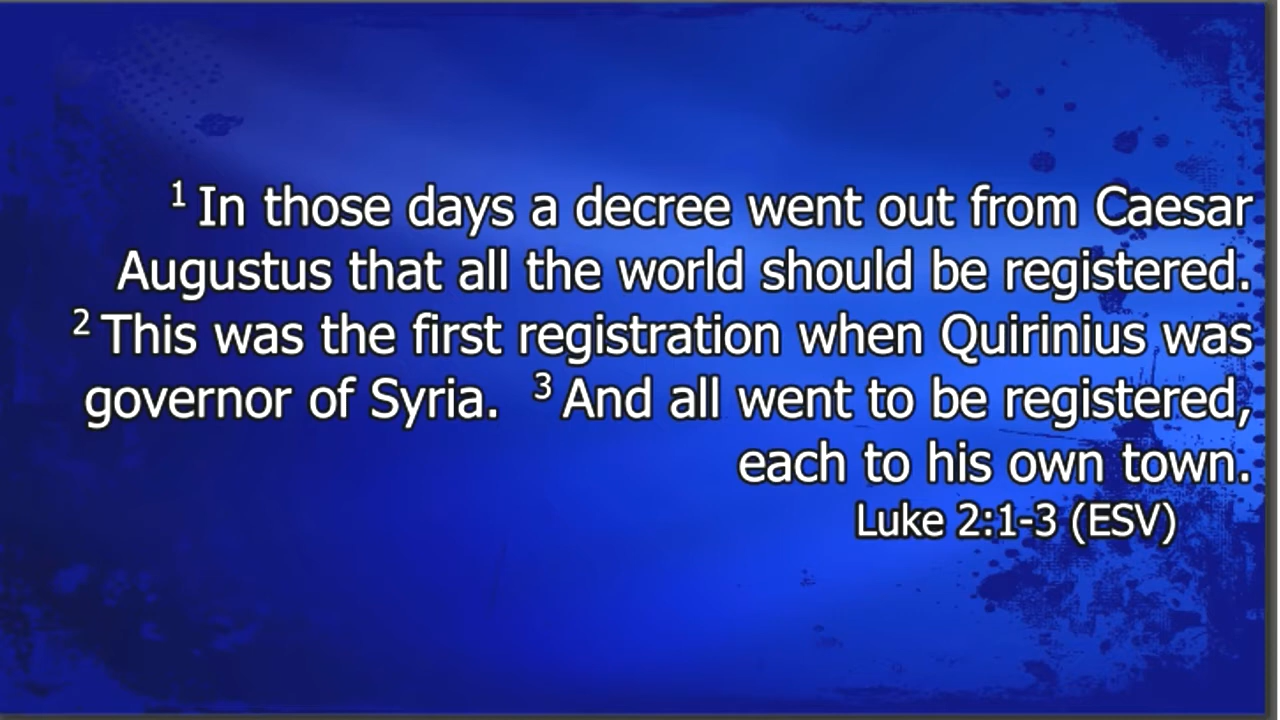 1 In those days a decree went out from Caesar
Augustus that all the world should be registered.
2 This was the first registration when Quirinius was
governor of Syria. 3 And all went to be registered,
each to his own town.
Luke 2:1-3 (ESV)